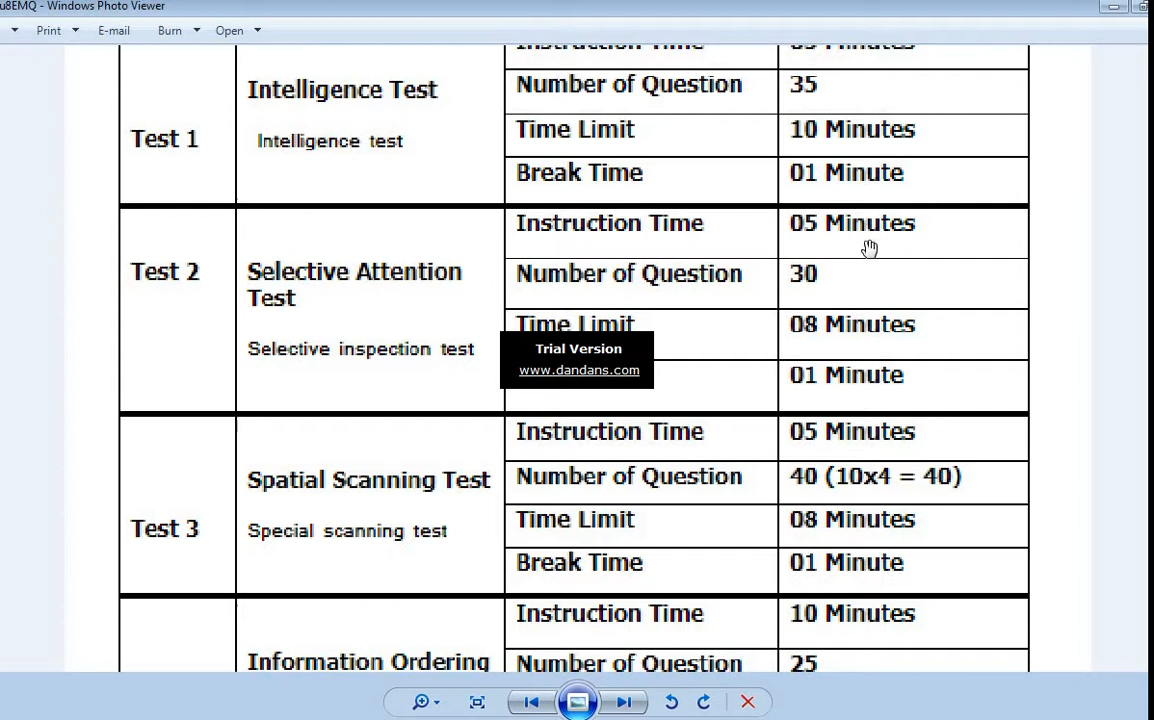 u8EMQ - Windows Photo Viewer
Print E-mail Burn Open
Intelligence Test
Intelligence test
Test 1
Number of Question 35
Time Limit 10 Minutes
Break Time 01 Minute
Test 2
Selective Attention
Test
Selective inspection test
Instruction Time 05 Minutes
Number of Question 30
Time Limit 08 Minutes
01 Minute
Trial Version
www.dandans.com
Test 3
Spatial Scanning Test
Special scanning test
Instruction Time 05 Minutes
Number of Question 40 (10x4 = 40)
Time Limit 08 Minutes
Break Time 01 Minute
Information Ordering
Instruction Time 10 Minutes
Number of Question 25